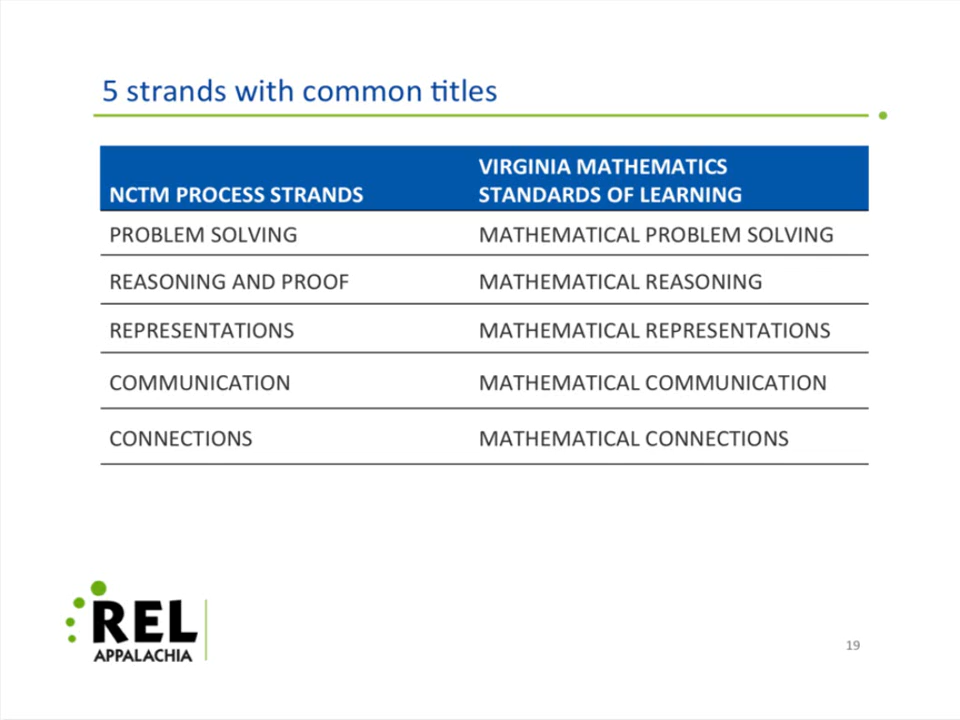 5 strands with common titles
NCTM PROCESS STRANDS
VIRGINIA MATHEMATICS
STANDARDS OF LEARNING
PROBLEM SOLVING
MATHEMATICAL PROBLEM SOLVING
REASONING AND PROOF
MATHEMATICAL REASONING
REPRESENTATIONS
MATHEMATICAL REPRESENTATIONS
COMMUNICATION
MATHEMATICAL COMMUNICATION
CONNECTIONS
MATHEMATICAL CONNECTIONS
REL
APPALACHIA
19